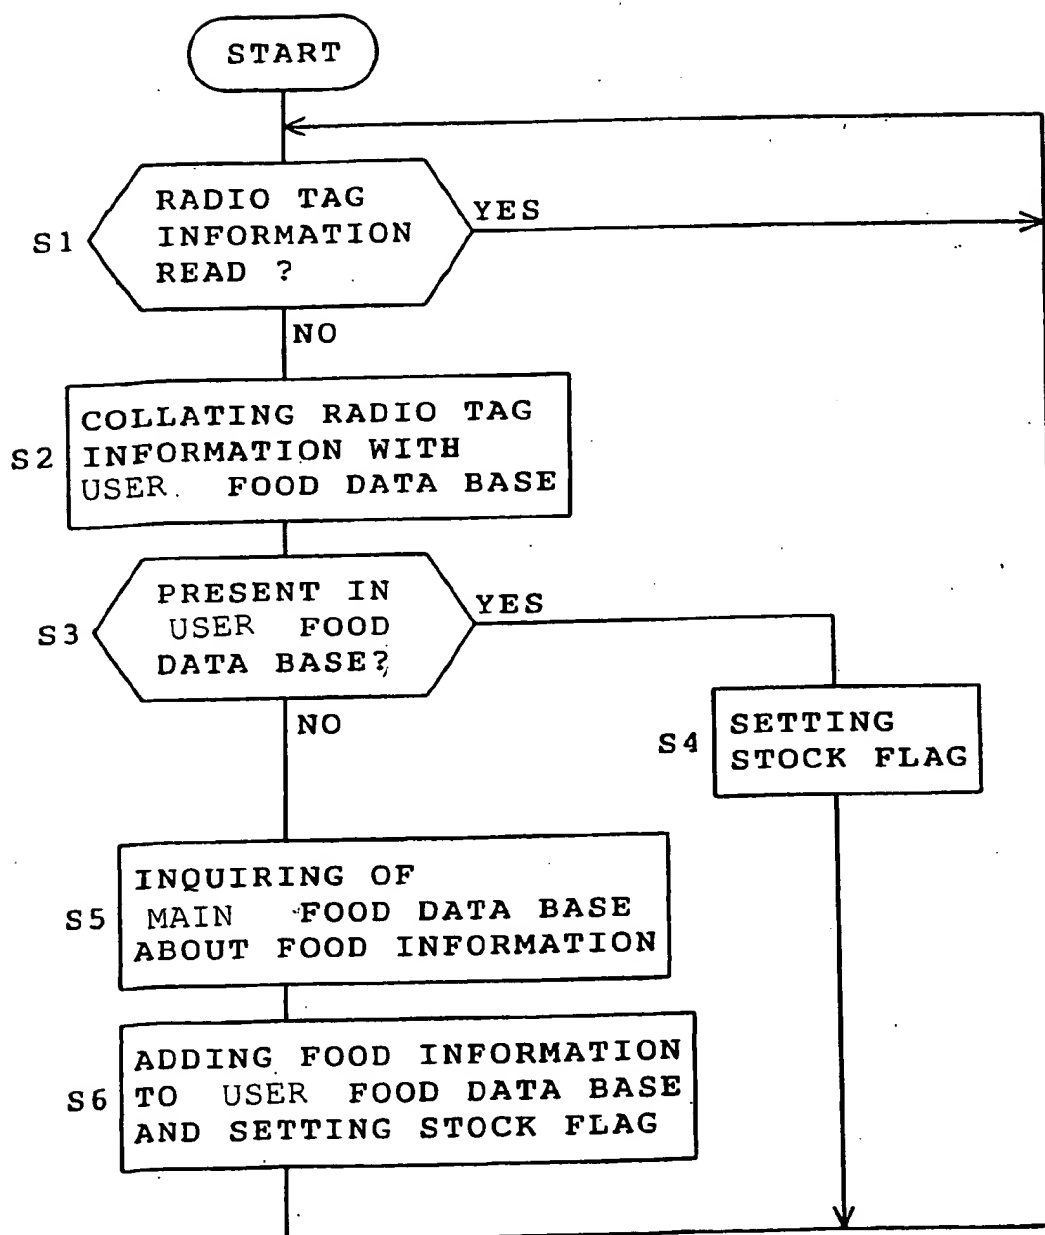 START
RADIO TAG
INFORMATION
READ ?
YES
S1
NO
COLLATING RADIO TAG
INFORMATION WITH
USER. FOOD DATA BASE
S2
PRESENT IN
USER FOOD
DATA BASE?
YES
S3
NO
SETTING
STOCK FLAG
S4
INQUIRING OF
MAIN FOOD DATA BASE
ABOUT FOOD INFORMATION
S5
ADDING FOOD INFORMATION
TO USER FOOD DATA BASE
AND SETTING STOCK FLAG
S6